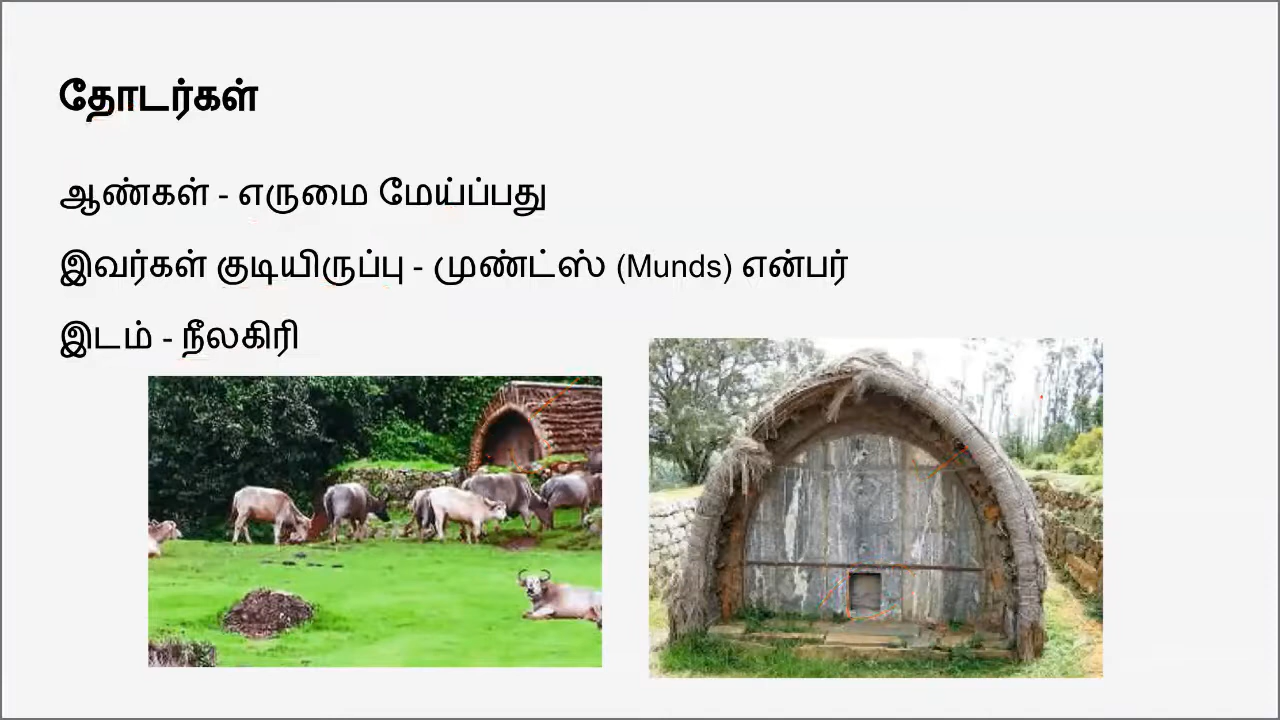 தோடர்கள்
ஆண்கள் - எருமை மேய்ப்பது
இவர்கள் குடியிருப்பு - முண்ட்ஸ் (Munds) என்பர்
இடம் - நீலகிரி